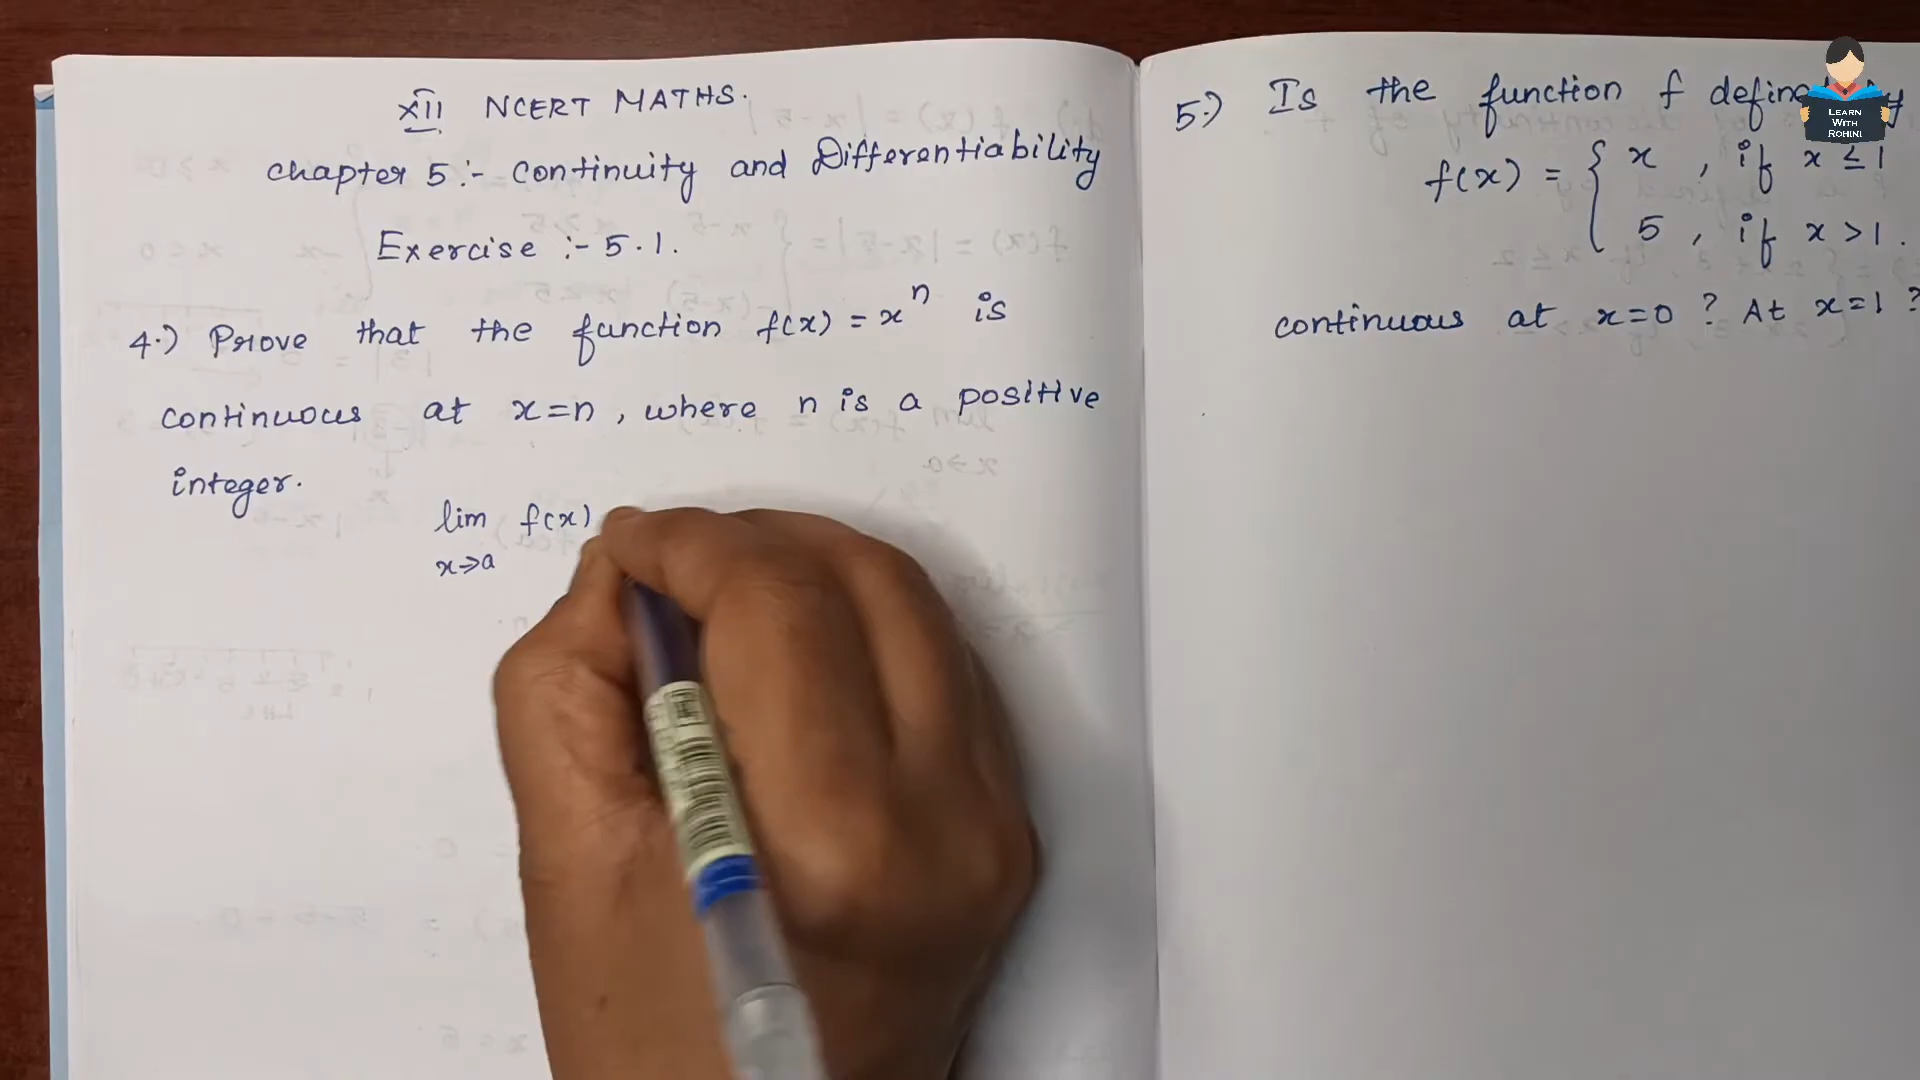 XII NCERT MATHS.
chapter 5 :- Continuity and Differentiability
Exercise :- 5.1.
4.) Prove that the function f(x) = x^n is
continuous at x=n, where n is a positive
integer.
lim f(x)
x→a
5.) Is the function f
f(x) = { x , if x ≤ 1
5 , if x > 1.
continuous at x=0 ? At x=1 ?
LEARN
WITH
ROHINI